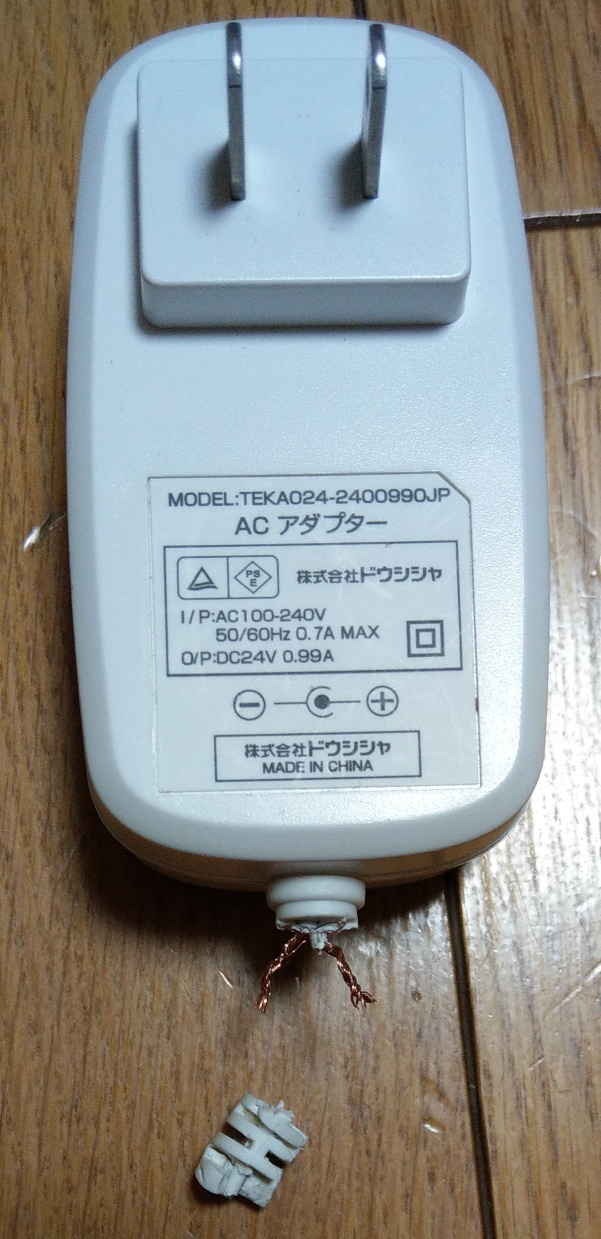 MODEL:TEKA024-2400990JP
AC アダプター
PS
E
株式会社ドウシシャ
I/P:AC100-240V
50/60Hz 0.7A MAX
O/P:DC24V 0.99A
株式会社ドウシシャ
MADE IN CHINA